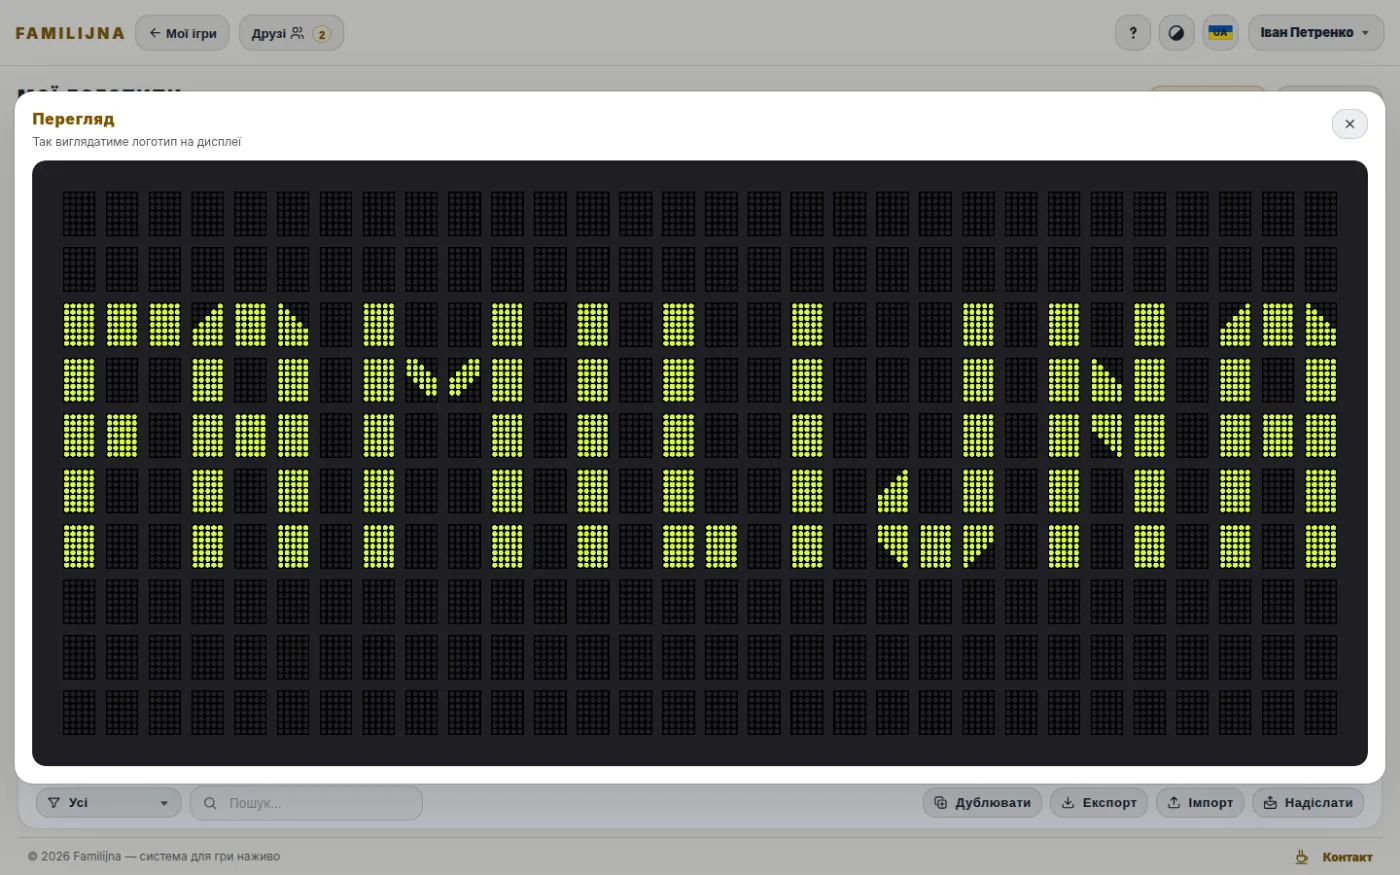 FAMILIJNA
← Мої ігри
Друзі 2
?
UA
Іван Петренко
Перегляд
Так виглядатиме логотип на дисплеї
FAMILIJNA
Усі
Пошук...
Дублювати
Експорт
Імпорт
Надіслати
© 2026 Familijna — система для гри наживо
Контакт